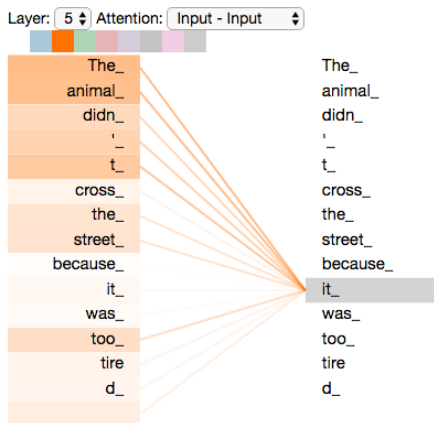 Layer: 5 Attention: Input - Input
The_ The_
animal_ animal_
didn_ didn_
'_ '_
t_ t_
cross_ cross_
the_ the_
street_ street_
because_ because_
it_ it_
was_ was_
too_ too_
tire tire
d_ d_